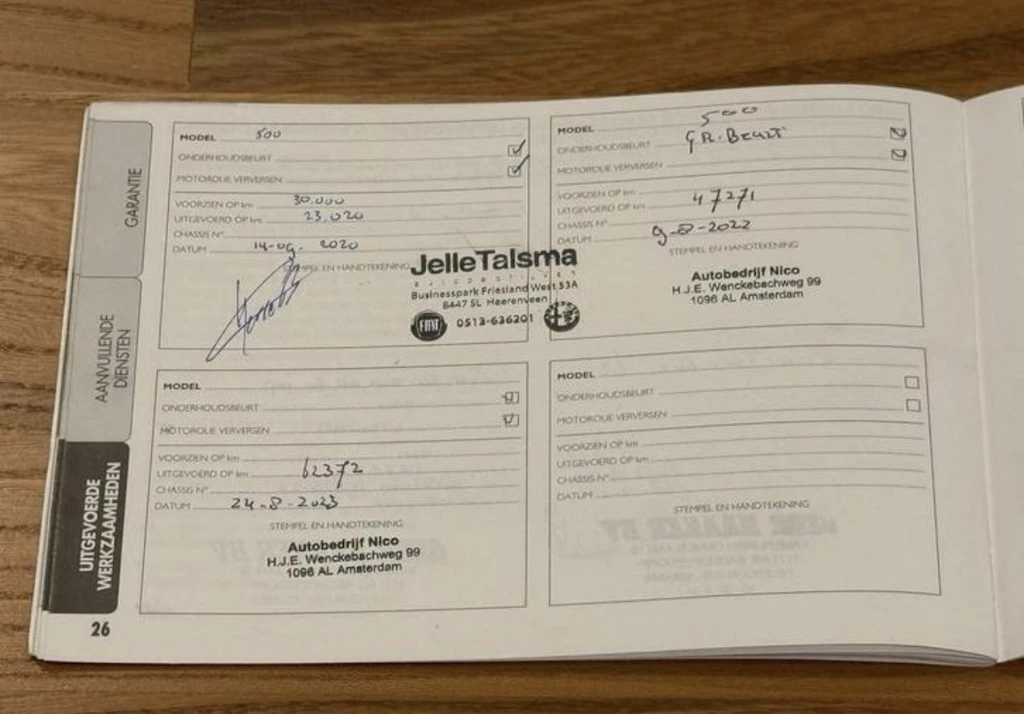 GARANTIE
AANVULLENDE
DIENSTEN
UITGEVOERDE
WERKZAAMHEDEN
26
MODEL 500
ONDERHOUDSBEURT
MOTOROLIE VERVERSEN
VOORZIEN OP km 30.000
UITGEVOERD OP km 23.020
CHASSIS N°
DATUM 14-09-2020
STEMPEL EN HANDTEKENING
JelleTalsma
Businesspark Friesland West 53A
8447 SL Heerenveen
FIAT 0513-636201
MODEL 500
ONDERHOUDSBEURT GR. Beurt
MOTOROLIE VERVERSEN
VOORZIEN OP km
UITGEVOERD OP km 47271
CHASSIS N°
DATUM 9-8-2022
STEMPEL EN HANDTEKENING
Autobedrijf Nico
H.J.E. Wenckebachweg 99
1096 AL Amsterdam
MODEL
ONDERHOUDSBEURT
MOTOROLIE VERVERSEN
VOORZIEN OP km
UITGEVOERD OP km 62372
CHASSIS N°
DATUM 24-8-2023
STEMPEL EN HANDTEKENING
Autobedrijf Nico
H.J.E. Wenckebachweg 99
1096 AL Amsterdam
MODEL
ONDERHOUDSBEURT
MOTOROLIE VERVERSEN
VOORZIEN OP km
UITGEVOERD OP km
CHASSIS N°
DATUM
STEMPEL EN HANDTEKENING